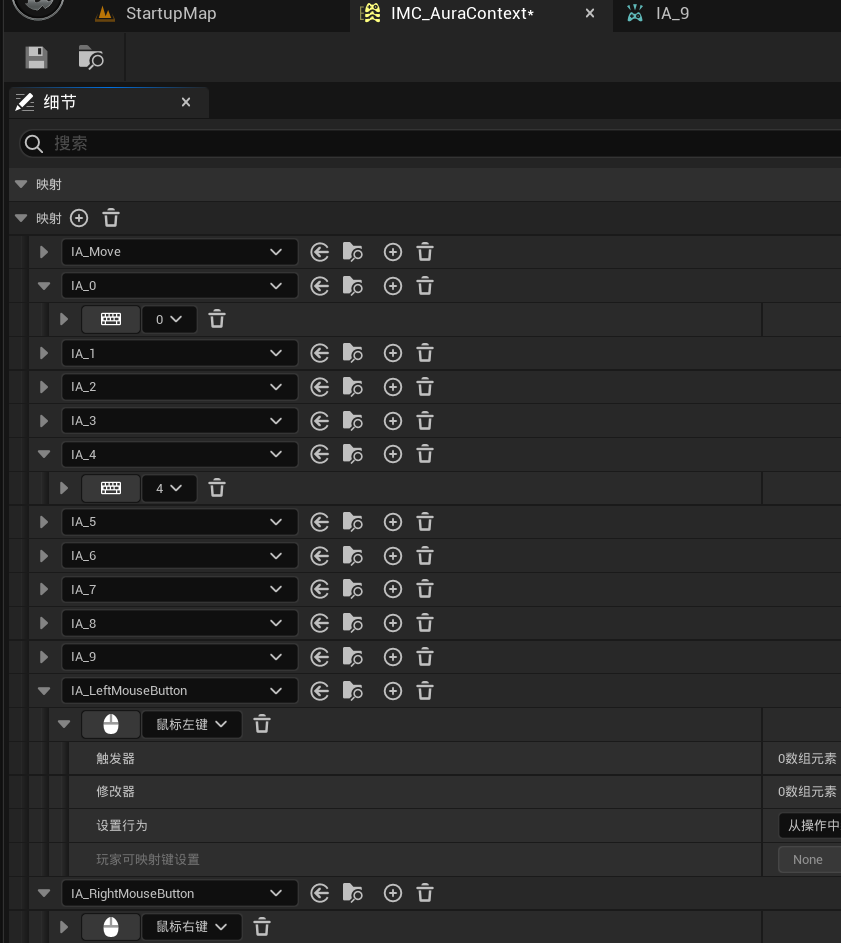 StartupMap
IMC_AuraContext*
IA_9
细节
搜索
映射
映射
IA_Move
IA_0
0
IA_1
IA_2
IA_3
IA_4
4
IA_5
IA_6
IA_7
IA_8
IA_9
IA_LeftMouseButton
鼠标左键
触发器 0数组元素
修改器 0数组元素
设置行为 从操作中
玩家可映射键设置 None
IA_RightMouseButton
鼠标右键